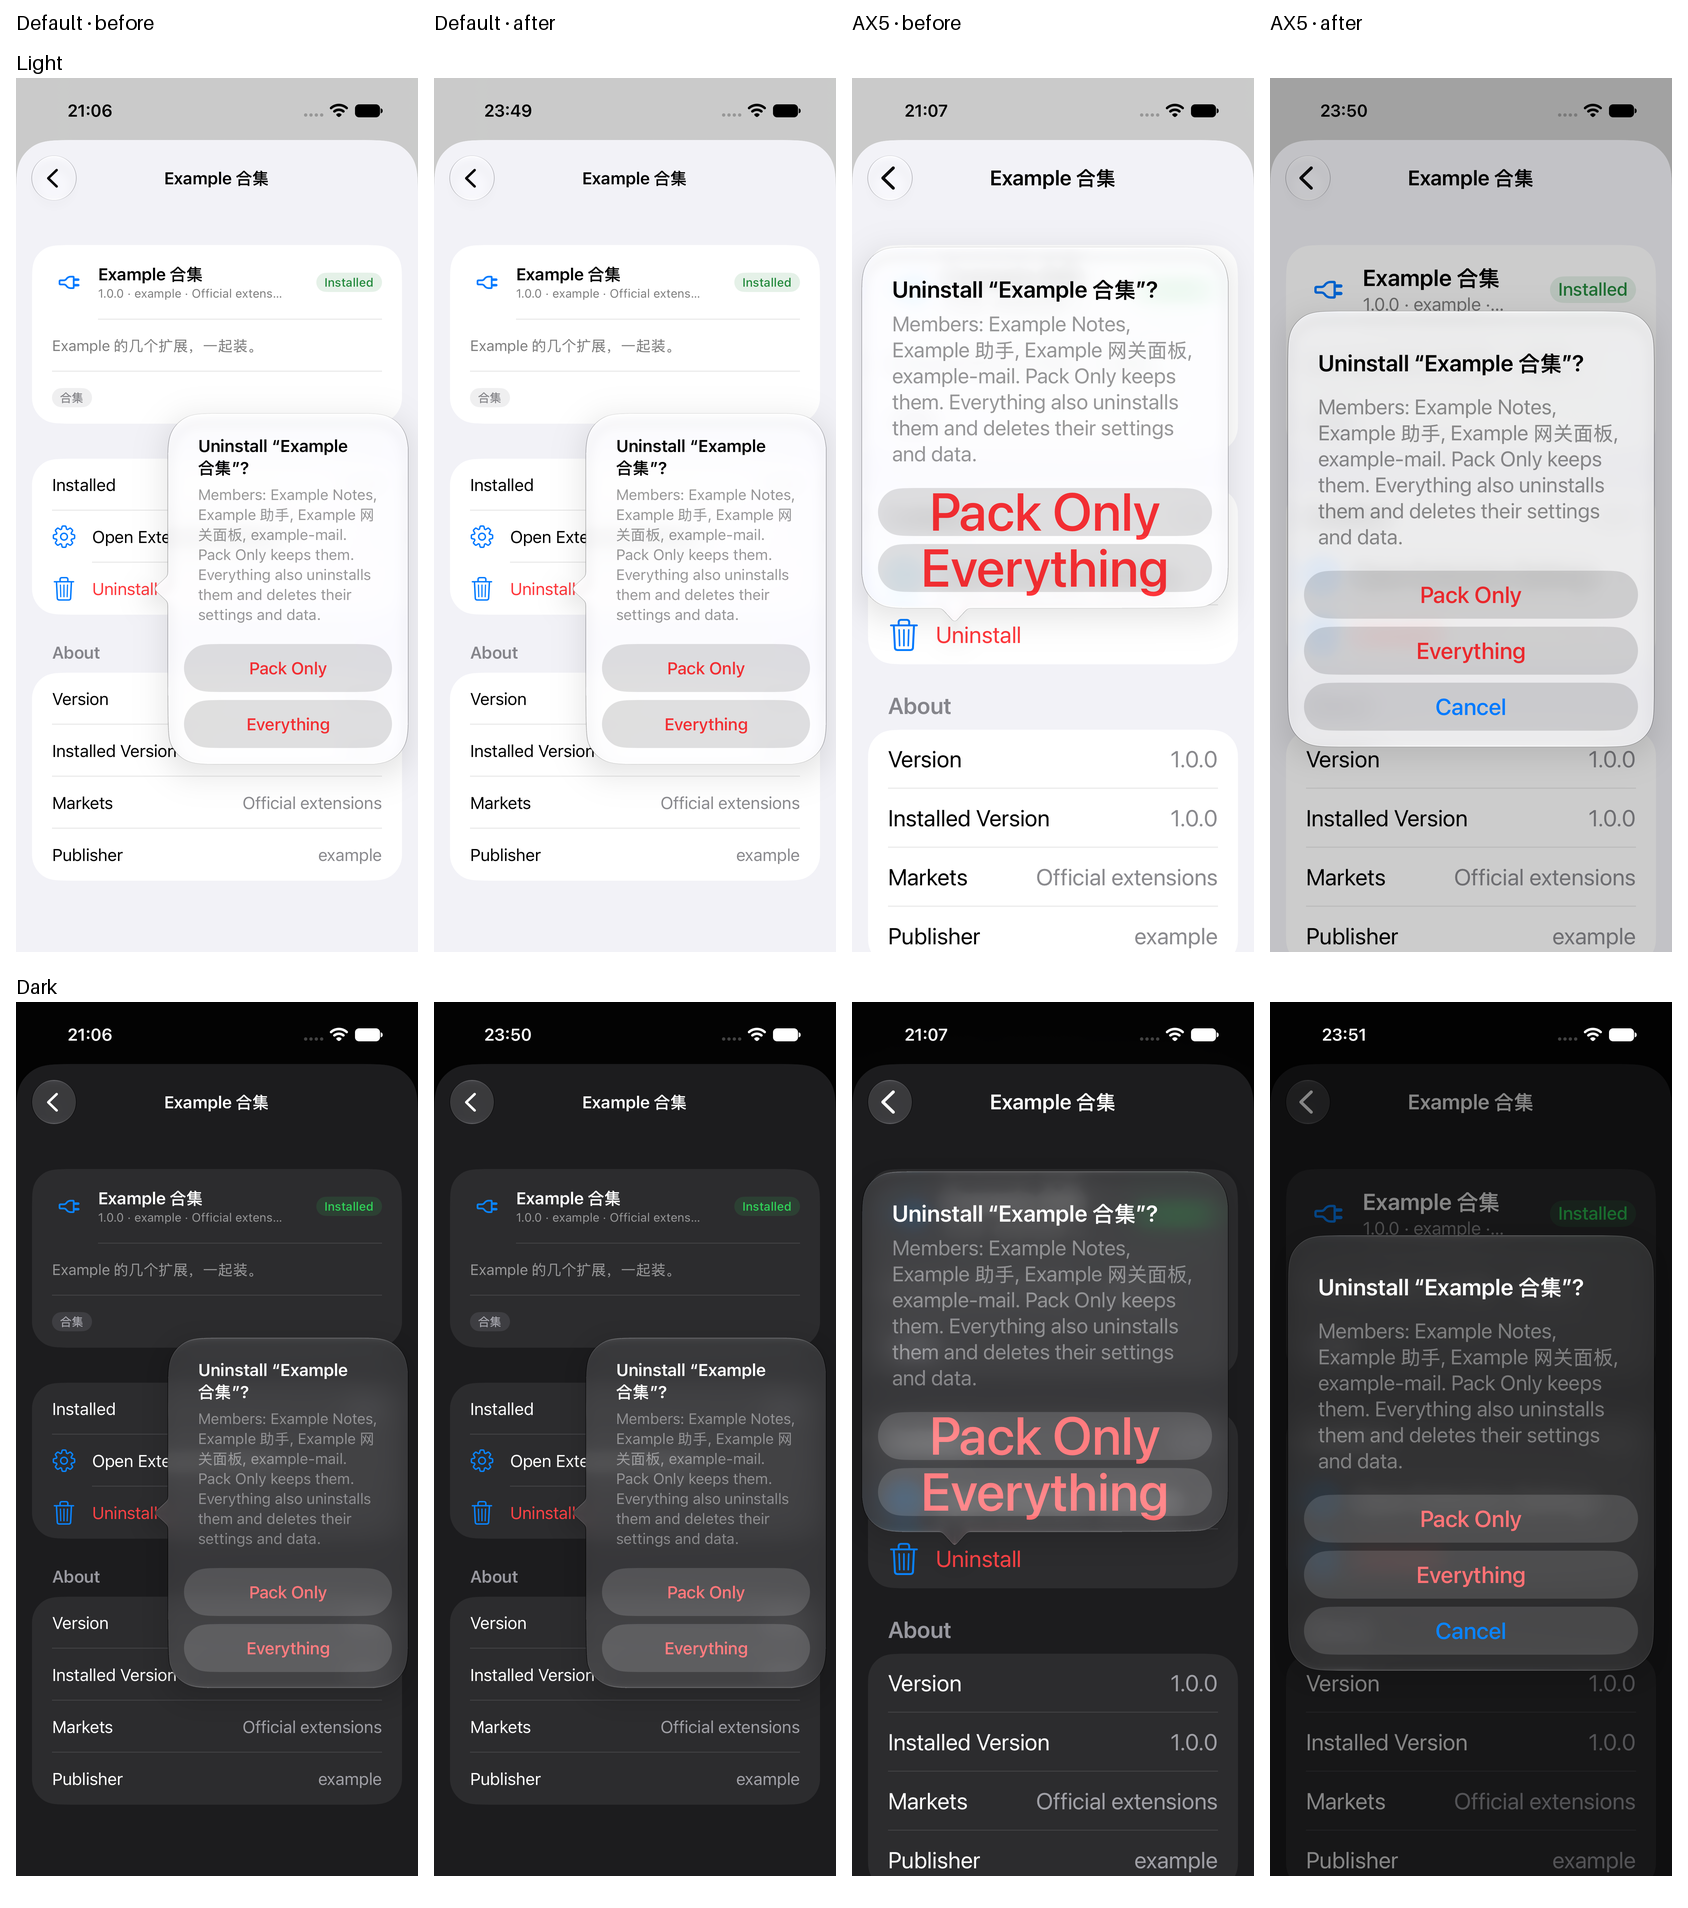 Default · before
Default · after
AX5 · before
AX5 · after
Light
21:06
Example 合集
Example 合集
1.0.0 · example · Official extens...
Installed
Example 的几个扩展，一起装。
合集
Installed
Open Exte
Uninstall
Uninstall “Example
合集”?
Members: Example Notes,
Example 助手, Example 网
关面板, example-mail.
Pack Only keeps them.
Everything also uninstalls
them and deletes their
settings and data.
Pack Only
Everything
About
Version
Installed Version
Markets
Official extensions
Publisher
example
23:49
Example 合集
Example 合集
1.0.0 · example · Official extens...
Installed
Example 的几个扩展，一起装。
合集
Installed
Open Exte
Uninstall
Uninstall “Example
合集”?
Members: Example Notes,
Example 助手, Example 网
关面板, example-mail.
Pack Only keeps them.
Everything also uninstalls
them and deletes their
settings and data.
Pack Only
Everything
About
Version
Installed Version
Markets
Official extensions
Publisher
example
21:07
Example 合集
Uninstall “Example 合集”?
Members: Example Notes,
Example 助手, Example 网关面板,
example-mail. Pack Only keeps
them. Everything also uninstalls
them and deletes their settings
and data.
Pack Only
Everything
Uninstall
About
Version
1.0.0
Installed Version
1.0.0
Markets
Official extensions
Publisher
example
23:50
Example 合集
Example 合集
1.0.0 · example ·...
Installed
Uninstall “Example 合集”?
Members: Example Notes,
Example 助手, Example 网关面板,
example-mail. Pack Only keeps
them. Everything also uninstalls
them and deletes their settings
and data.
Pack Only
Everything
Cancel
Version
1.0.0
Installed Version
1.0.0
Markets
Official extensions
Publisher
example
Dark
21:06
Example 合集
Example 合集
1.0.0 · example · Official extens...
Installed
Example 的几个扩展，一起装。
合集
Installed
Open Exte
Uninstall
Uninstall “Example
合集”?
Members: Example Notes,
Example 助手, Example 网
关面板, example-mail.
Pack Only keeps them.
Everything also uninstalls
them and deletes their
settings and data.
Pack Only
Everything
About
Version
Installed Version
Markets
Official extensions
Publisher
example
23:50
Example 合集
Example 合集
1.0.0 · example · Official extens...
Installed
Example 的几个扩展，一起装。
合集
Installed
Open Exte
Uninstall
Uninstall “Example
合集”?
Members: Example Notes,
Example 助手, Example 网
关面板, example-mail.
Pack Only keeps them.
Everything also uninstalls
them and deletes their
settings and data.
Pack Only
Everything
About
Version
Installed Version
Markets
Official extensions
Publisher
example
21:07
Example 合集
Uninstall “Example 合集”?
Members: Example Notes,
Example 助手, Example 网关面板,
example-mail. Pack Only keeps
them. Everything also uninstalls
them and deletes their settings
and data.
Pack Only
Everything
Uninstall
About
Version
1.0.0
Installed Version
1.0.0
Markets
Official extensions
Publisher
example
23:51
Example 合集
Example 合集
1.0.0 · example ·...
Installed
Uninstall “Example 合集”?
Members: Example Notes,
Example 助手, Example 网关面板,
example-mail. Pack Only keeps
them. Everything also uninstalls
them and deletes their settings
and data.
Pack Only
Everything
Cancel
Version
1.0.0
Installed Version
1.0.0
Markets
Official extensions
Publisher
example